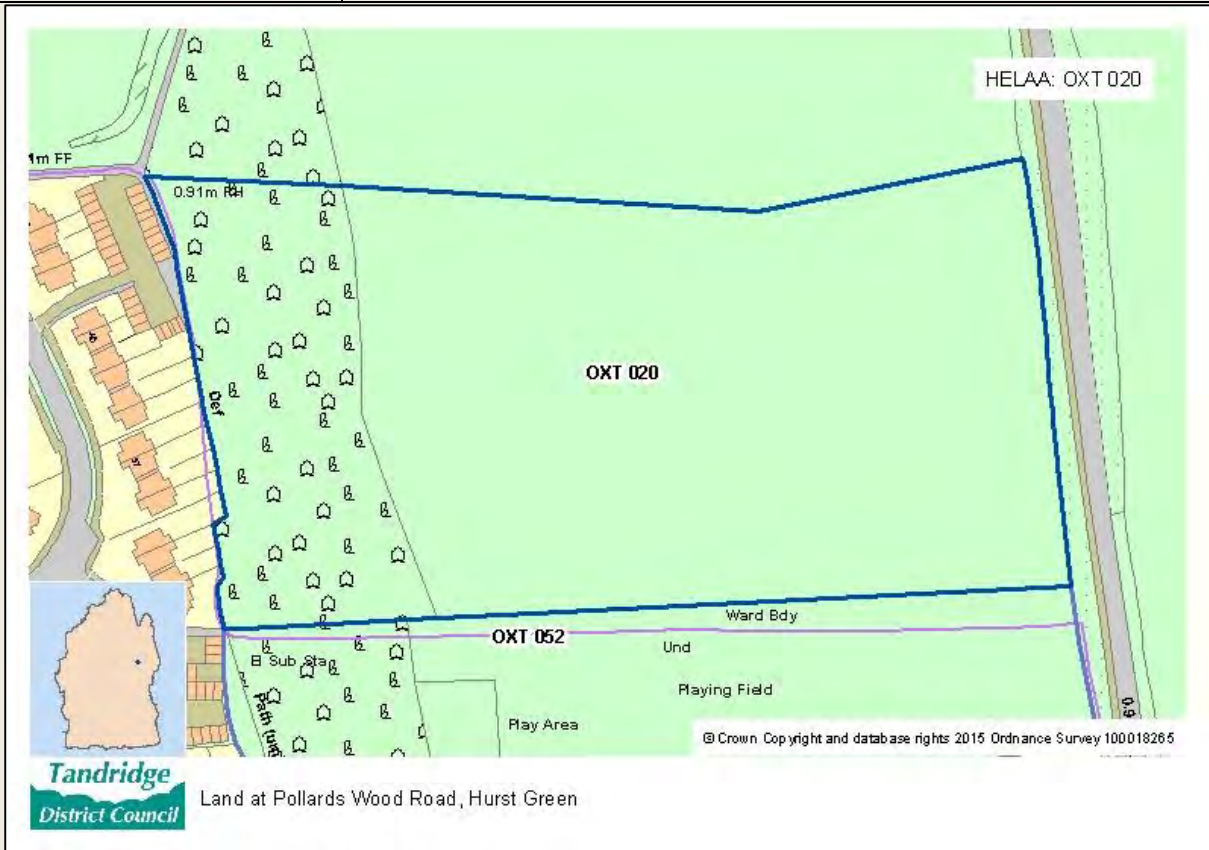 HELAA: OXT 020
1m FF
0.91m RH
OXT 020
Def
Ward Bdy
OXT 052
Und
El Sub Sta
Playing Field
Path (um)
Play Area
©Crown Copyright and database rights 2015 Ordnance Survey 100018265
Tandridge
District Council
Land at Pollards Wood Road, Hurst Green